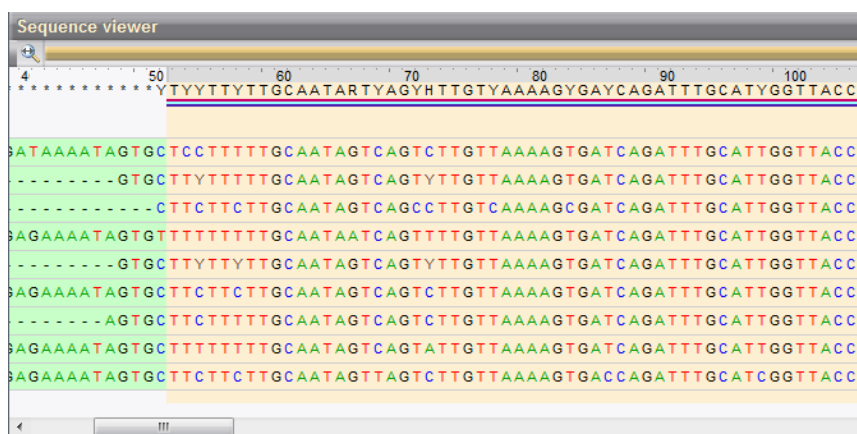 Sequence viewer
4 50 60 70 80 90 100
* * * * * * * * * * * * YTYYTTYTTGCAATARTYAGYHTTGTYAAAAGYGAYCAGATTTGCATYGGTTACC
GATAAAATAGTGCTCCTTTTTGCAATAGTCAGTCTTGTTAAAAGTGATCAGATTTGCATTGGTTACC
- - - - - - - - - GTGCTTYTTTTTGCAATAGTCAGTYTTGTTAAAAGTGATCAGATTTGCATTGGTTACC
- - - - - - - - - - - - CTTCTTCTTGCAATAGTCAGCCTTGTCAAAAGCGATCAGATTTGCATTGGTTACC
GAGAAAATAGTGTTTTTTTTTGCAATAATCAGTTTTGTTAAAAGTGATCAGATTTGCATTGGTTACC
- - - - - - - - - GTGCTTYTTYTTGCAATAGTCAGTYTTGTTAAAAGTGATCAGATTTGCATTGGTTACC
GAGAAAATAGTGCTTCTTCTTGCAATAGTCAGTCTTGTTAAAAGTGATCAGATTTGCATTGGTTACC
- - - - - - - - AGTGCTTCTTTTTGCAATAGTCAGTCTTGTTAAAAGTGATCAGATTTGCATTGGTTACC
GAGAAAATAGTGCTTTTTTTTGCAATAGTCAGTATTGTTAAAAGTGATCAGATTTGCATTGGTTACC
GAGAAAATAGTGCTTCTTCTTGCAATAGTTAGTCTTGTTAAAAGTGACCAGATTTGCATCGGTTACC